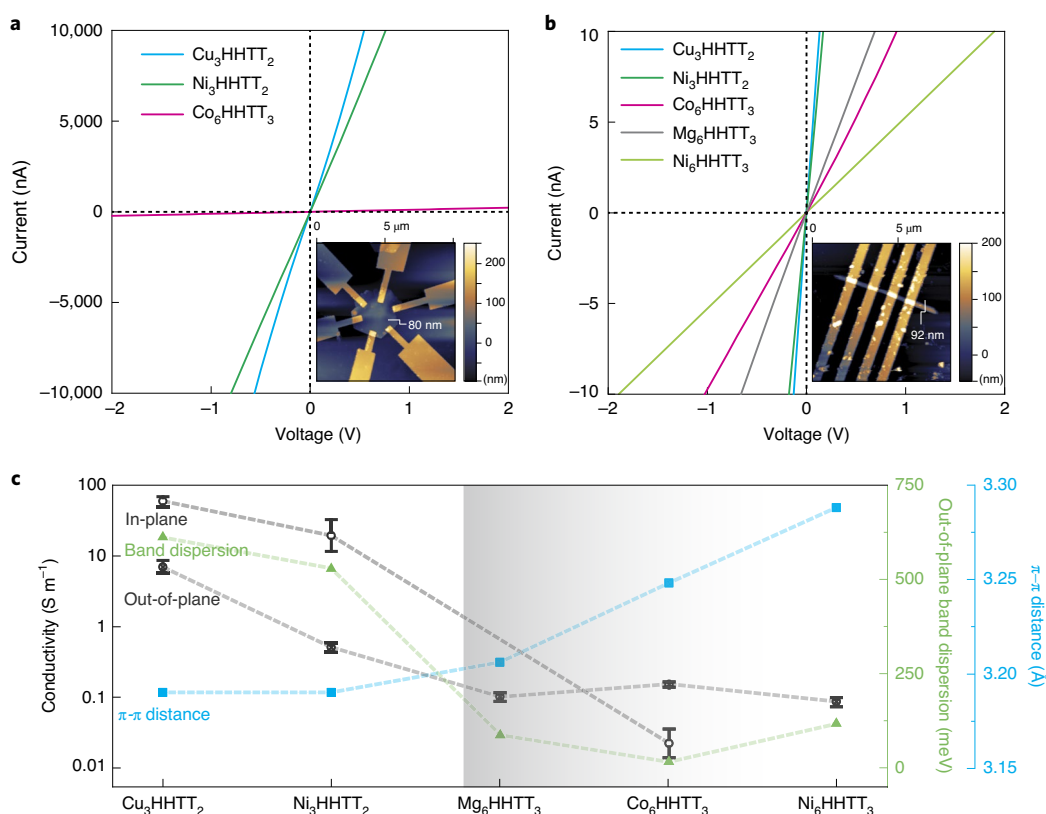 a
10,000
5,000
0
−5,000
−10,000
Current (nA)
Cu₃HHTT₂
Ni₃HHTT₂
Co₆HHTT₃
0 5 μm
80 nm
200
100
0
(nm)
−2 −1 0 1 2
Voltage (V)
b
10
5
0
−5
−10
Current (nA)
Cu₃HHTT₂
Ni₃HHTT₂
Co₆HHTT₃
Mg₆HHTT₃
Ni₆HHTT₃
0 5 μm
92 nm
200
100
0
(nm)
−2 −1 0 1 2
Voltage (V)
c
100
10
1
0.1
0.01
Conductivity (S m⁻¹)
In-plane
Band dispersion
Out-of-plane
π-π distance
750
500
250
0
Out-of-plane band dispersion
(meV)
3.30
3.25
3.20
3.15
π–π distance (Å)
Cu₃HHTT₂ Ni₃HHTT₂ Mg₆HHTT₃ Co₆HHTT₃ Ni₆HHTT₃